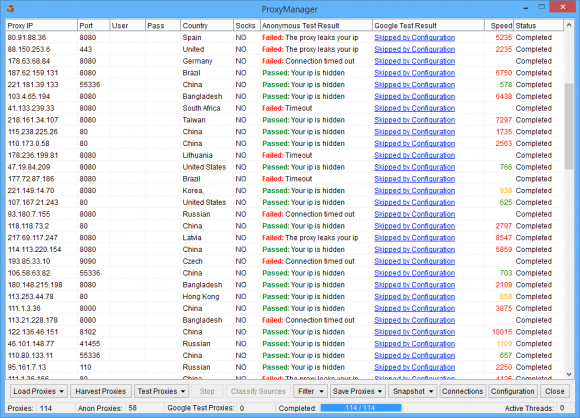 ProxyManager
Proxy IP Port User Pass Country Socks Anonymous Test Result Google Test Result Speed Status
80.91.88.36 8080 Spain NO Failed: The proxy leaks your ip Skipped by Configuration 5235 Completed
88.150.253.6 443 United NO Failed: The proxy leaks your ip Skipped by Configuration 2235 Completed
178.63.68.84 8080 Germany NO Failed: Connection timed out Skipped by Configuration Completed
187.62.159.131 8080 Brazil NO Passed: Your ip is hidden Skipped by Configuration 6750 Completed
221.181.39.133 55336 China NO Passed: Your ip is hidden Skipped by Configuration 578 Completed
103.4.65.194 8080 Bangladesh NO Passed: Your ip is hidden Skipped by Configuration 6438 Completed
41.133.239.33 8080 South Africa NO Failed: Timeout Skipped by Configuration Completed
218.161.34.107 8080 Taiwan NO Passed: Your ip is hidden Skipped by Configuration 7297 Completed
115.238.225.26 80 China NO Passed: Your ip is hidden Skipped by Configuration 1735 Completed
110.173.0.58 80 China NO Passed: Your ip is hidden Skipped by Configuration 2563 Completed
178.236.199.81 8080 Lithuania NO Failed: Timeout Skipped by Configuration Completed
47.19.84.209 8080 United States NO Passed: Your ip is hidden Skipped by Configuration 766 Completed
177.72.87.186 8080 Brazil NO Failed: Timeout Skipped by Configuration Completed
221.149.14.70 8080 Korea, NO Passed: Your ip is hidden Skipped by Configuration 938 Completed
107.167.21.243 80 United States NO Passed: Your ip is hidden Skipped by Configuration 625 Completed
93.180.7.155 8080 Russian NO Failed: Connection timed out Skipped by Configuration Completed
118.118.73.2 80 China NO Passed: Your ip is hidden Skipped by Configuration 2797 Completed
217.69.117.247 8080 Latvia NO Failed: The proxy leaks your ip Skipped by Configuration 8547 Completed
114.113.220.154 8080 China NO Passed: Your ip is hidden Skipped by Configuration 5859 Completed
193.85.33.10 9090 Czech NO Failed: Connection timed out Skipped by Configuration Completed
106.58.63.82 55336 China NO Passed: Your ip is hidden Skipped by Configuration 703 Completed
180.148.215.198 8080 Bangladesh NO Passed: Your ip is hidden Skipped by Configuration 2109 Completed
113.253.44.78 80 Hong Kong NO Passed: Your ip is hidden Skipped by Configuration 859 Completed
111.1.3.36 8000 China NO Passed: Your ip is hidden Skipped by Configuration 3875 Completed
113.21.228.178 8080 Bangladesh NO Failed: Connection timed out Skipped by Configuration Completed
122.136.46.151 8102 China NO Passed: Your ip is hidden Skipped by Configuration 10015 Completed
46.101.148.77 41455 Russian NO Passed: Your ip is hidden Skipped by Configuration 1109 Completed
110.80.133.11 55336 China NO Passed: Your ip is hidden Skipped by Configuration 657 Completed
95.161.7.13 110 Russian NO Passed: Your ip is hidden Skipped by Configuration 2250 Completed
80 China NO Passed: Your ip is hidden Skipped by Configuration Completed
Load Proxies Harvest Proxies Test Proxies Stop Classify Sources Filter Save Proxies Snapshot Connections Configuration Close
Proxies: 114 Anon Proxies: 58 Google Test Proxies: 0 Completed: 114 / 114 Active Threads: 0